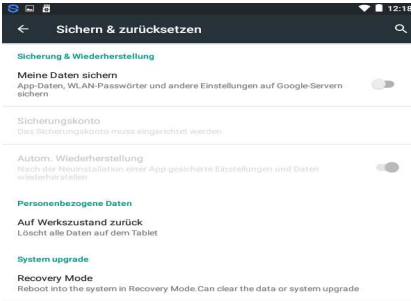 12:18
Sichern & zurücksetzen
Sicherung & Wiederherstellung
Meine Daten sichern
App-Daten, WLAN-Passwörter und andere Einstellungen auf Google-Servern
sichern
Sicherungskonto
Das Sicherungskonto muss eingerichtet werden
Autom. Wiederherstellung
Nach der Neuinstallation einer App gesicherte Einstellungen und Daten
wiederherstellen
Personenbezogene Daten
Auf Werkszustand zurück
Löscht alle Daten auf dem Tablet
System upgrade
Recovery Mode
Reboot into the system in Recovery Mode.Can clear the data or system upgrade